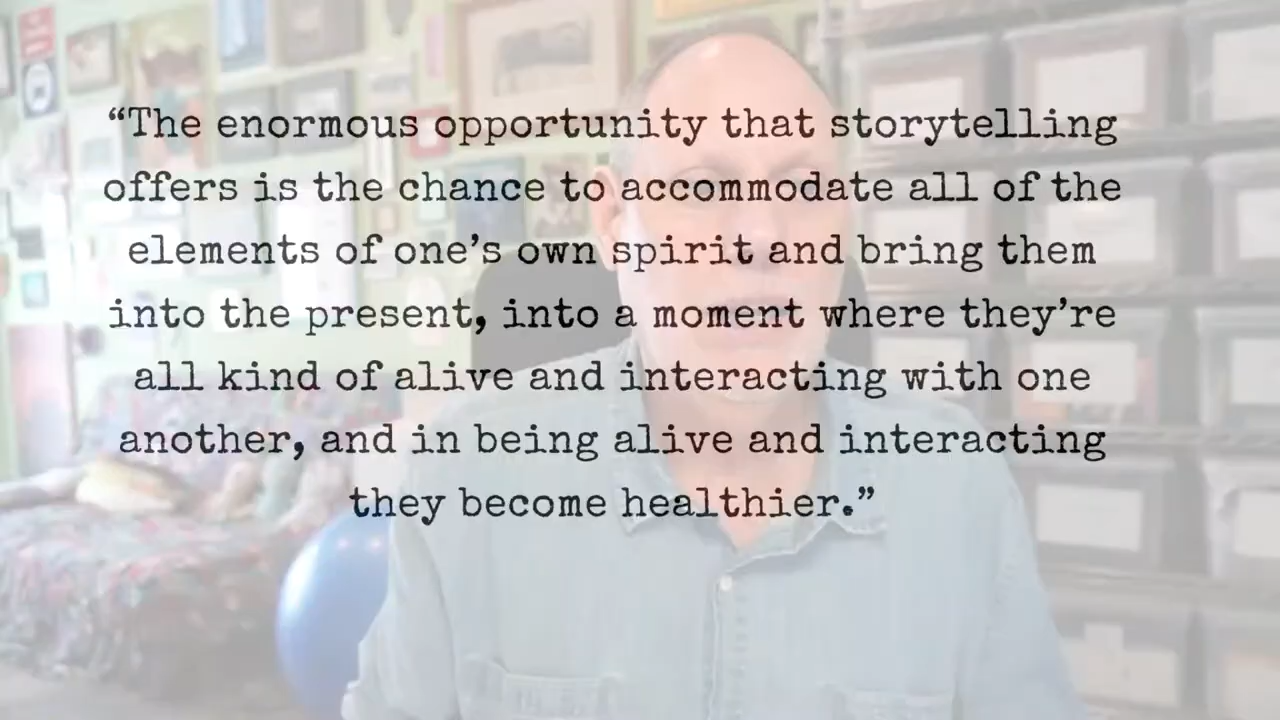 “The enormous opportunity that storytelling
offers is the chance to accommodate all of the
elements of one’s own spirit and bring them
into the present, into a moment where they’re
all kind of alive and interacting with one
another, and in being alive and interacting
they become healthier.”